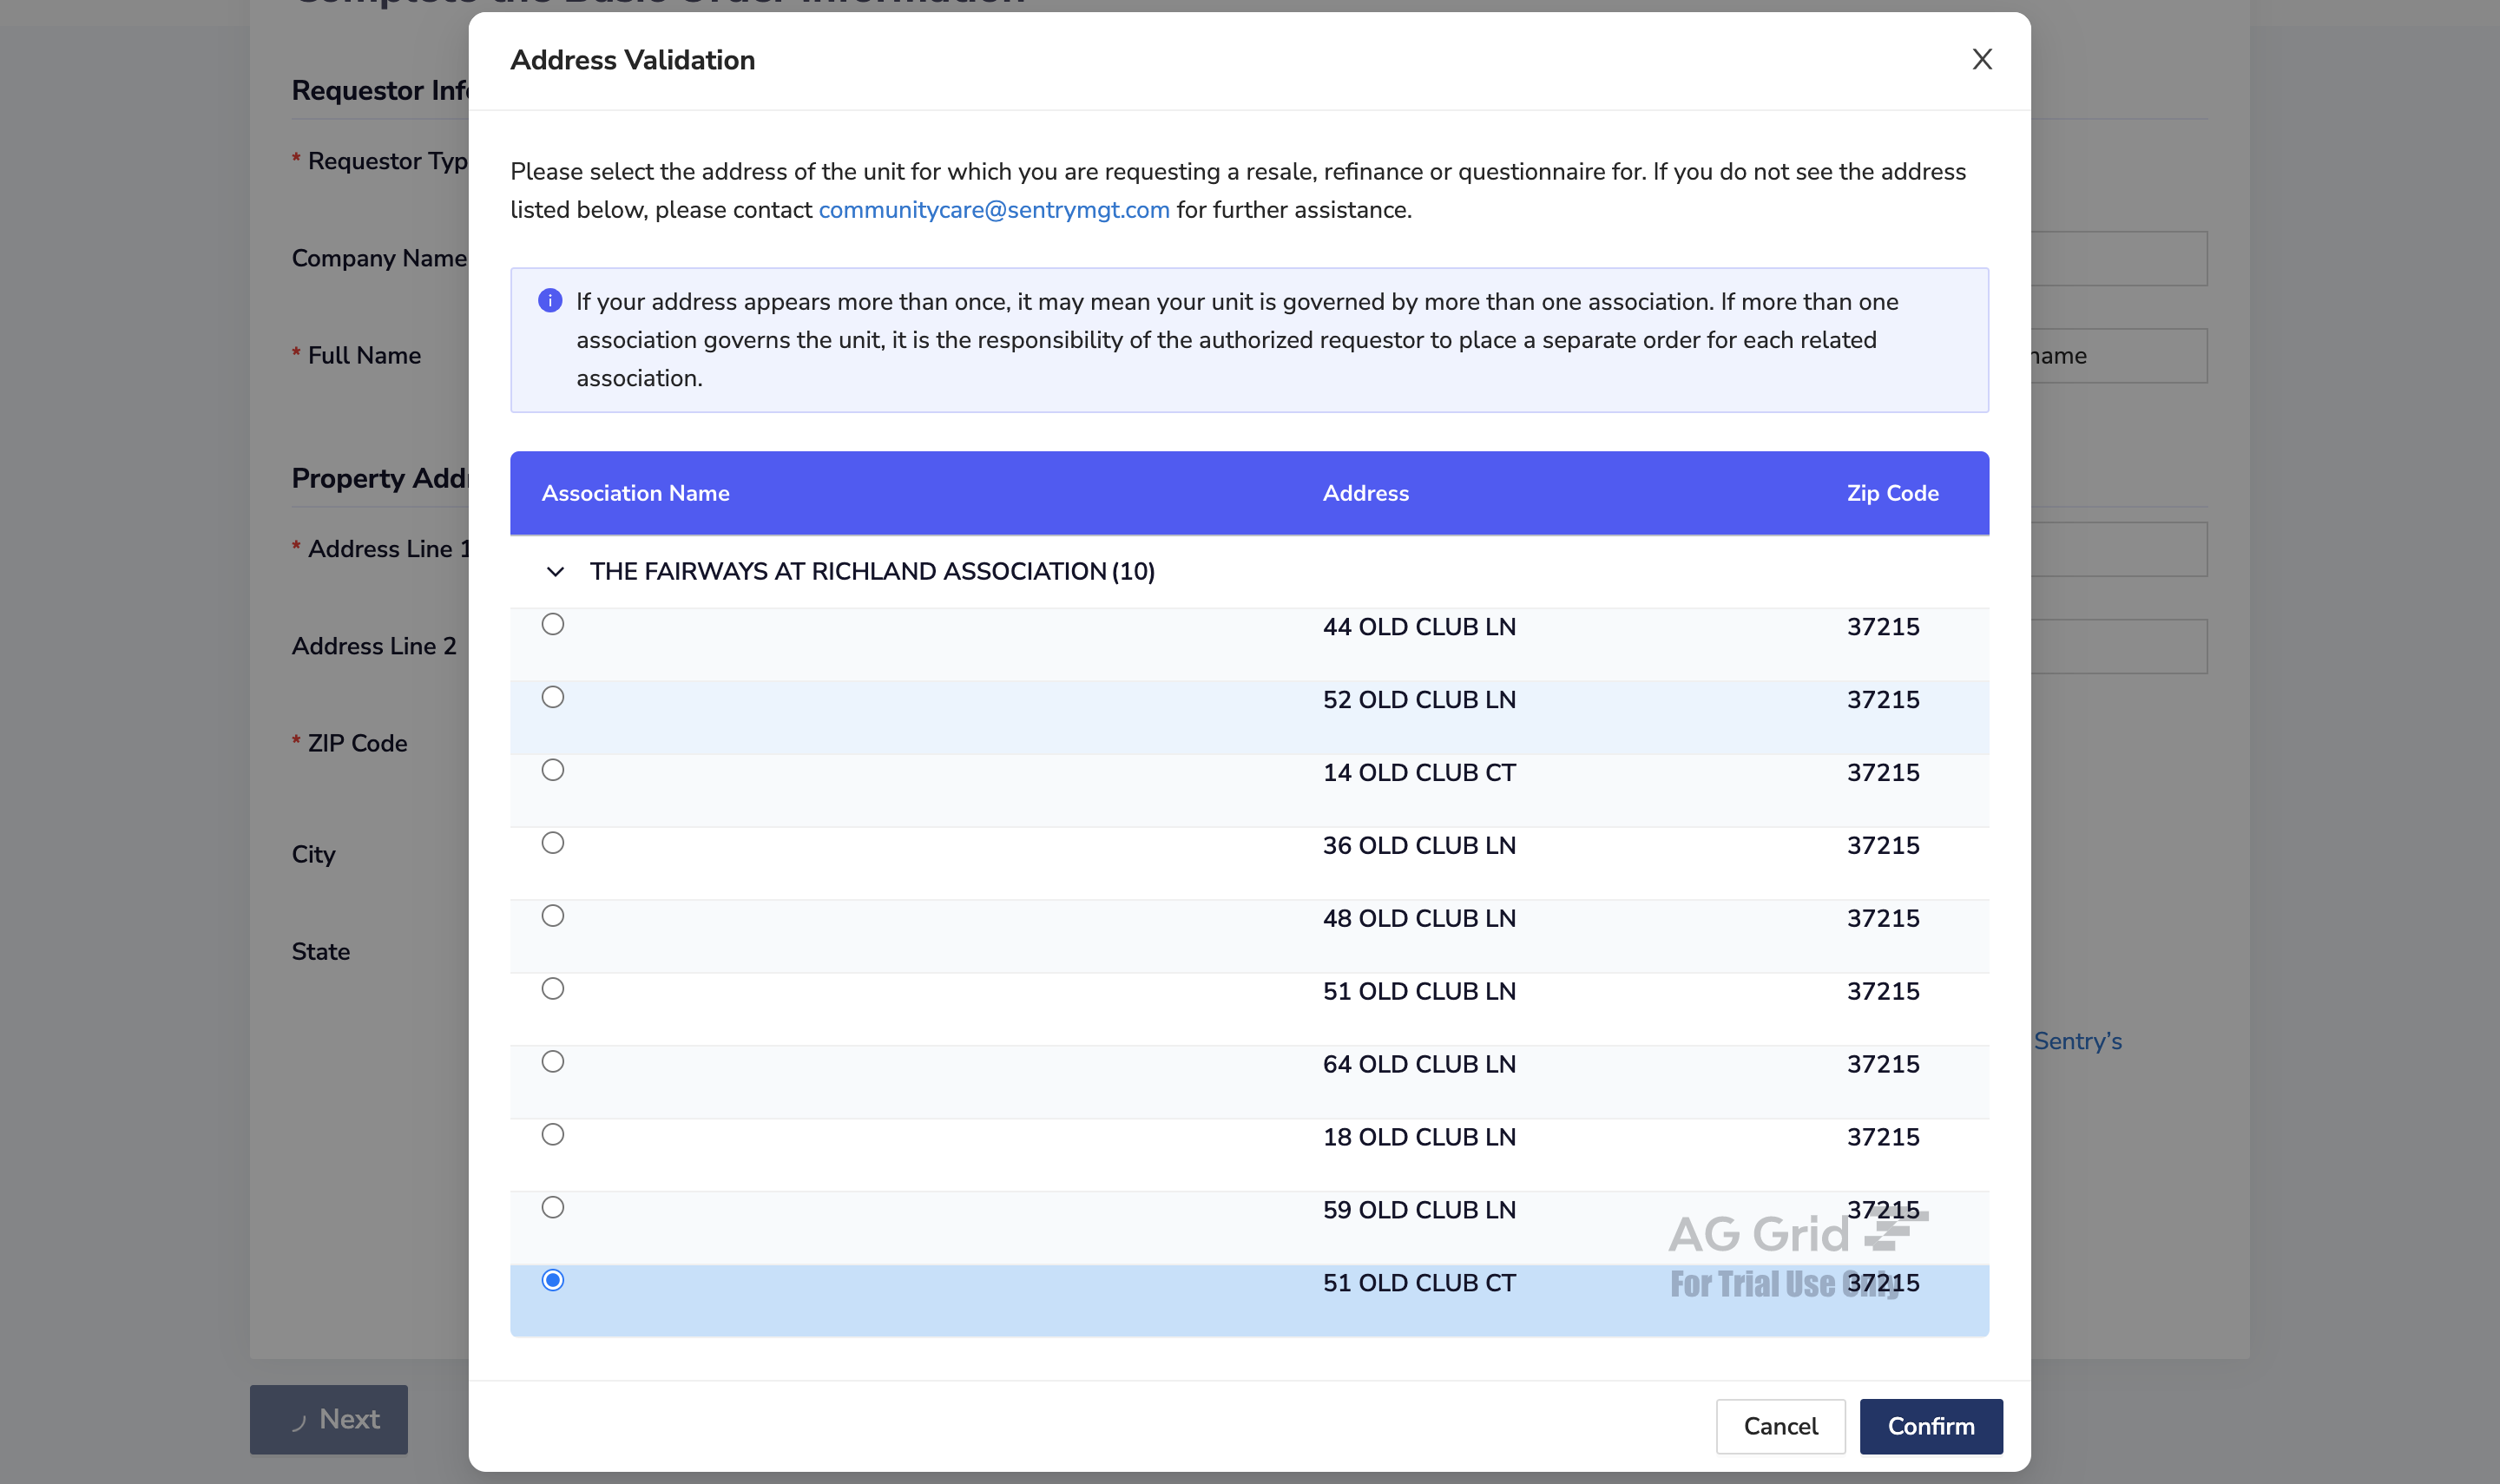 Address Validation
X
Requestor
* Requestor Typ
Company Name
* Full Name
name
Property
* Address Line 1
Address Line 2
* ZIP Code
City
State
Sentry's
Next
Please select the address of the unit for which you are requesting a resale, refinance or questionnaire for. If you do not see the address
listed below, please contact communitycare@sentrymgt.com for further assistance.
If your address appears more than once, it may mean your unit is governed by more than one association. If more than one
association governs the unit, it is the responsibility of the authorized requestor to place a separate order for each related
association.
Association Name Address Zip Code
THE FAIRWAYS AT RICHLAND ASSOCIATION (10)
44 OLD CLUB LN 37215
52 OLD CLUB LN 37215
14 OLD CLUB CT 37215
36 OLD CLUB LN 37215
48 OLD CLUB LN 37215
51 OLD CLUB LN 37215
64 OLD CLUB LN 37215
18 OLD CLUB LN 37215
59 OLD CLUB LN 37215
AG Grid
51 OLD CLUB CT 37215
For Trial Use Only
Cancel Confirm